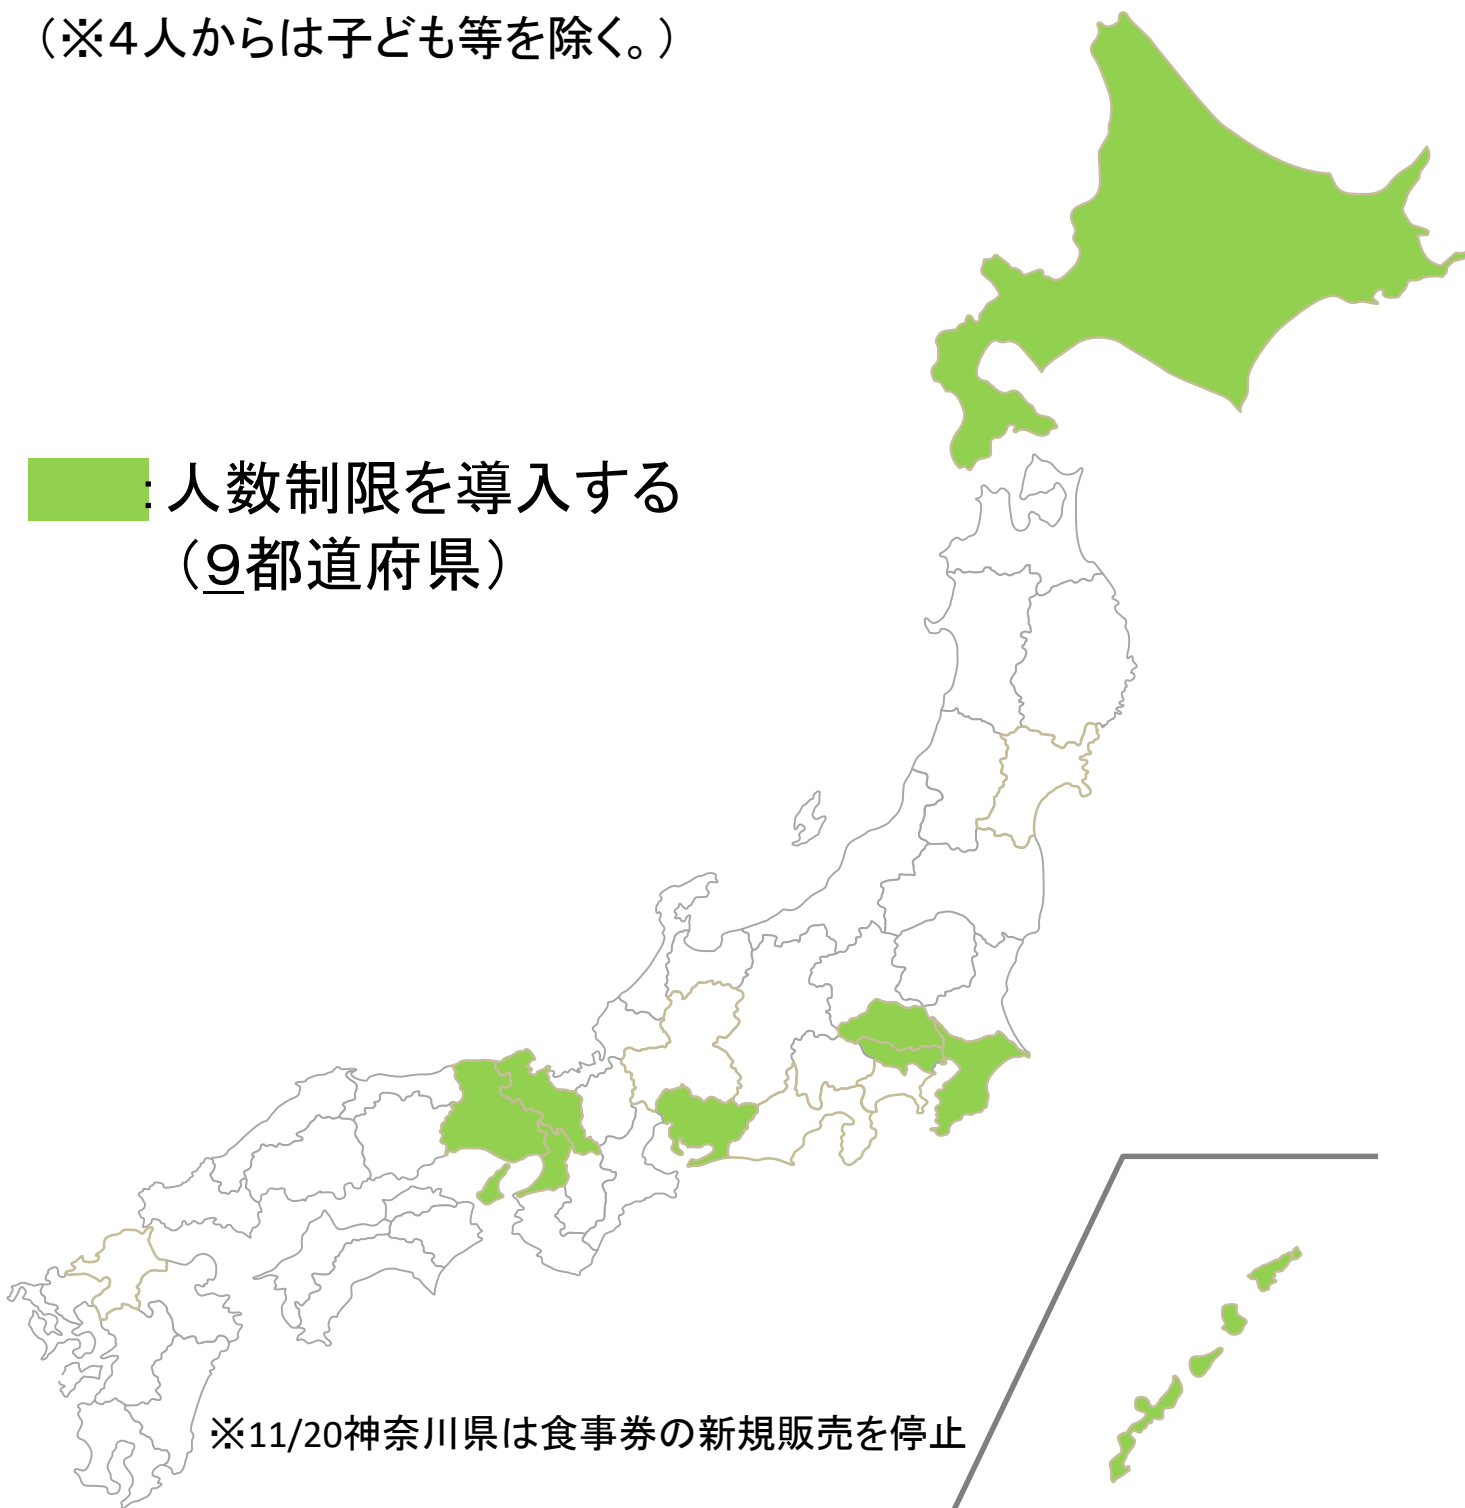 （※４人からは子ども等を除く。）
：人数制限を導入する
（９都道府県）
※11/20神奈川県は食事券の新規販売を停止